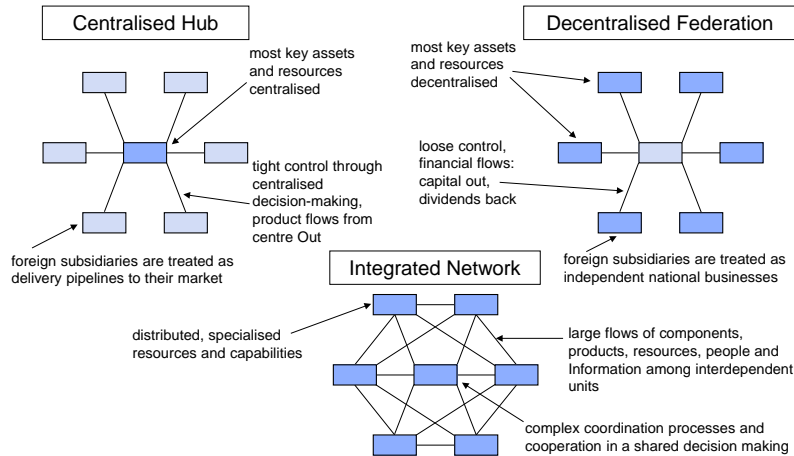 Centralised Hub
most key assets
and resources
centralised
tight control through
centralised
decision-making,
product flows from
centre Out
foreign subsidiaries are treated as
delivery pipelines to their market
Decentralised Federation
most key assets
and resources
decentralised
loose control,
financial flows:
capital out,
dividends back
foreign subsidiaries are treated as
independent national businesses
Integrated Network
distributed, specialised
resources and capabilities
large flows of components,
products, resources, people and
Information among interdependent
units
complex coordination processes and
cooperation in a shared decision making